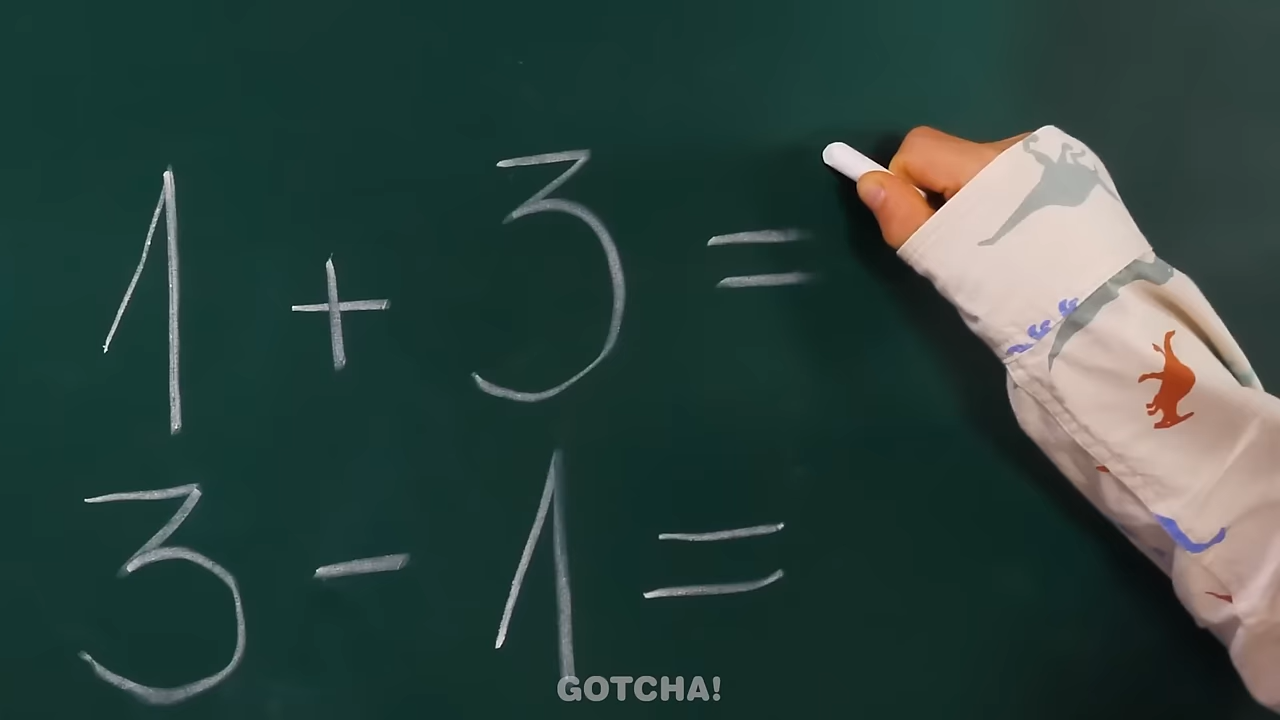 1 + 3 =
3 - 1 =
GOTCHA!